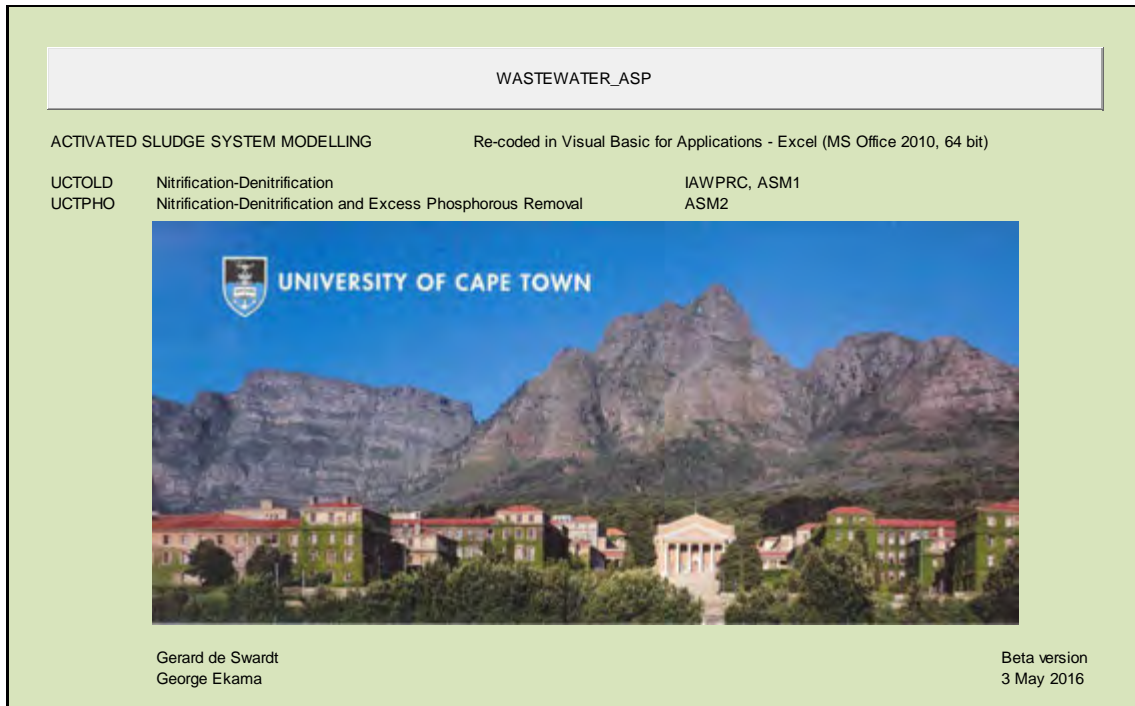 WASTEWATER_ASP
ACTIVATED SLUDGE SYSTEM MODELLING Re-coded in Visual Basic for Applications - Excel (MS Office 2010, 64 bit)
UCTOLD Nitrification-Denitrification IAWPRC, ASM1
UCTPHO Nitrification-Denitrification and Excess Phosphorous Removal ASM2
UNIVERSITY OF CAPE TOWN
Gerard de Swardt Beta version
George Ekama 3 May 2016